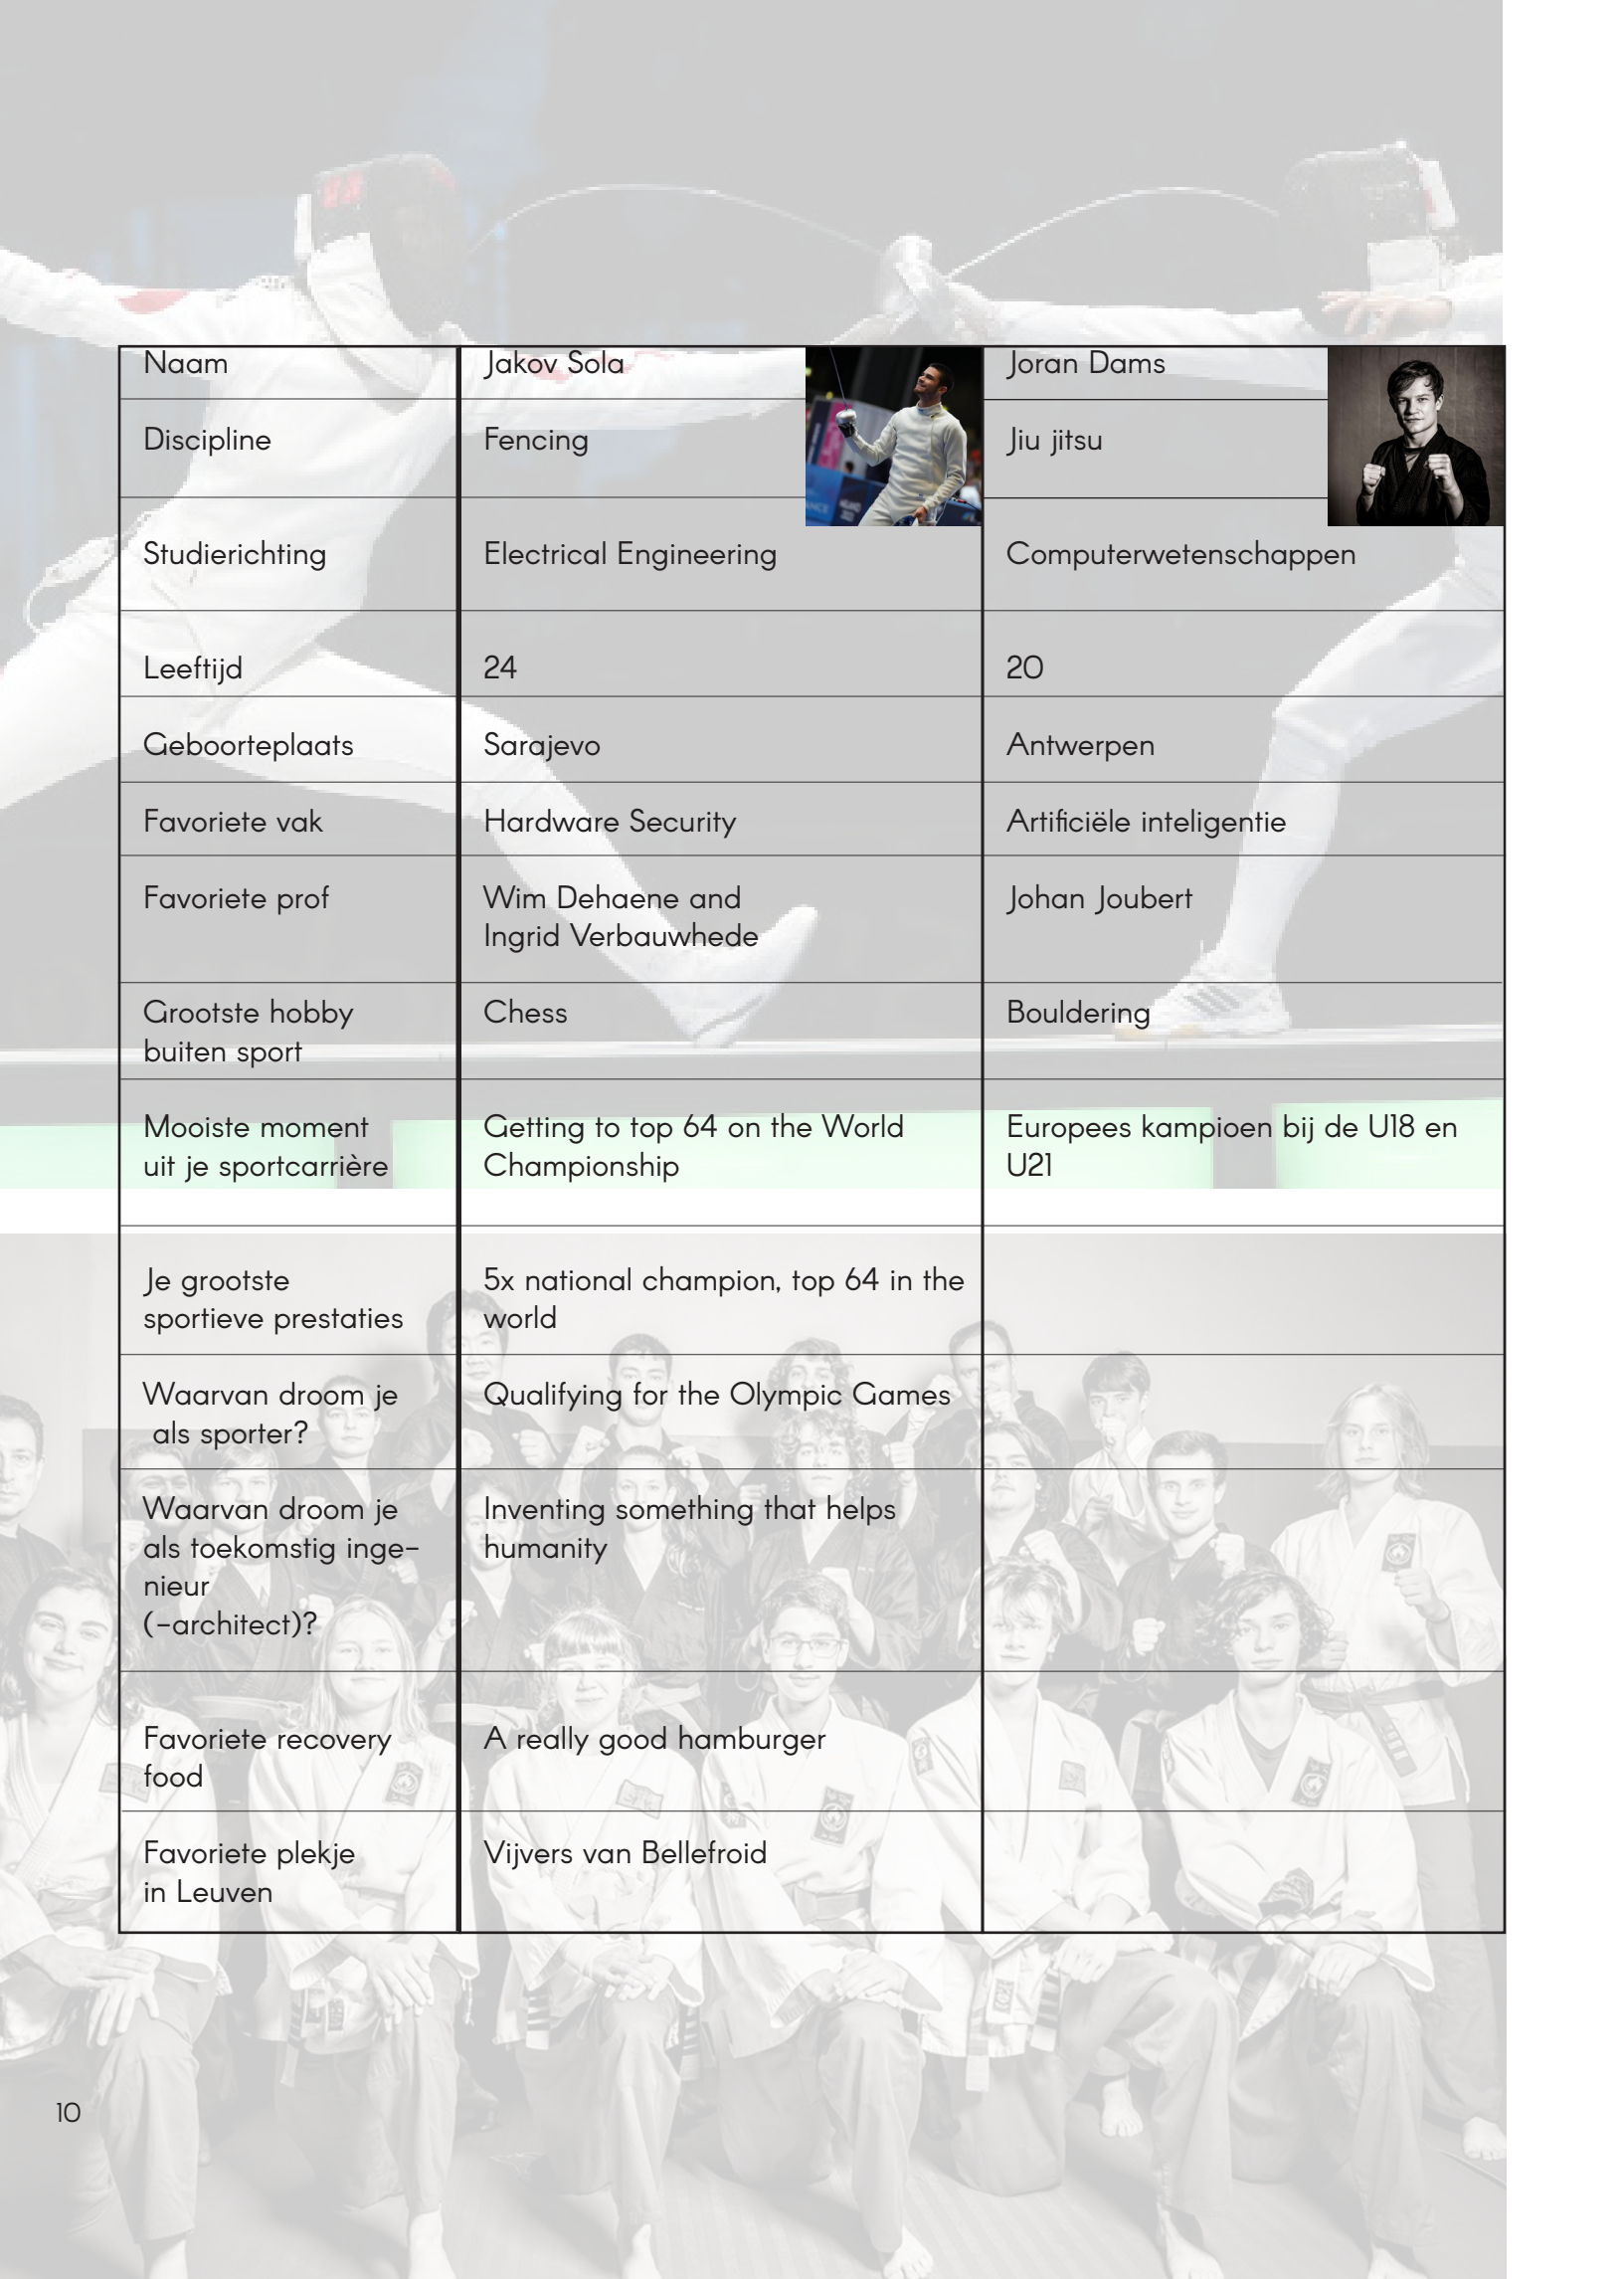 Naam Jakov Sola Joran Dams
Discipline Fencing Jiu jitsu
Studierichting Electrical Engineering Computerwetenschappen
Leeftijd 24 20
Geboorteplaats Sarajevo Antwerpen
Favoriete vak Hardware Security Artificiële inteligentie
Favoriete prof Wim Dehaene and Johan Joubert
Ingrid Verbauwhede
Grootste hobby Chess Bouldering
buiten sport
Mooiste moment Getting to top 64 on the World Europees kampioen bij de U18 en
uit je sportcarrière Championship U21
Je grootste 5x national champion, top 64 in the
sportieve prestaties world
Waarvan droom je Qualifying for the Olympic Games
als sporter?
Waarvan droom je Inventing something that helps
als toekomstig inge- humanity
nieur
(-architect)?
Favoriete recovery A really good hamburger
food
Favoriete plekje Vijvers van Bellefroid
in Leuven
10